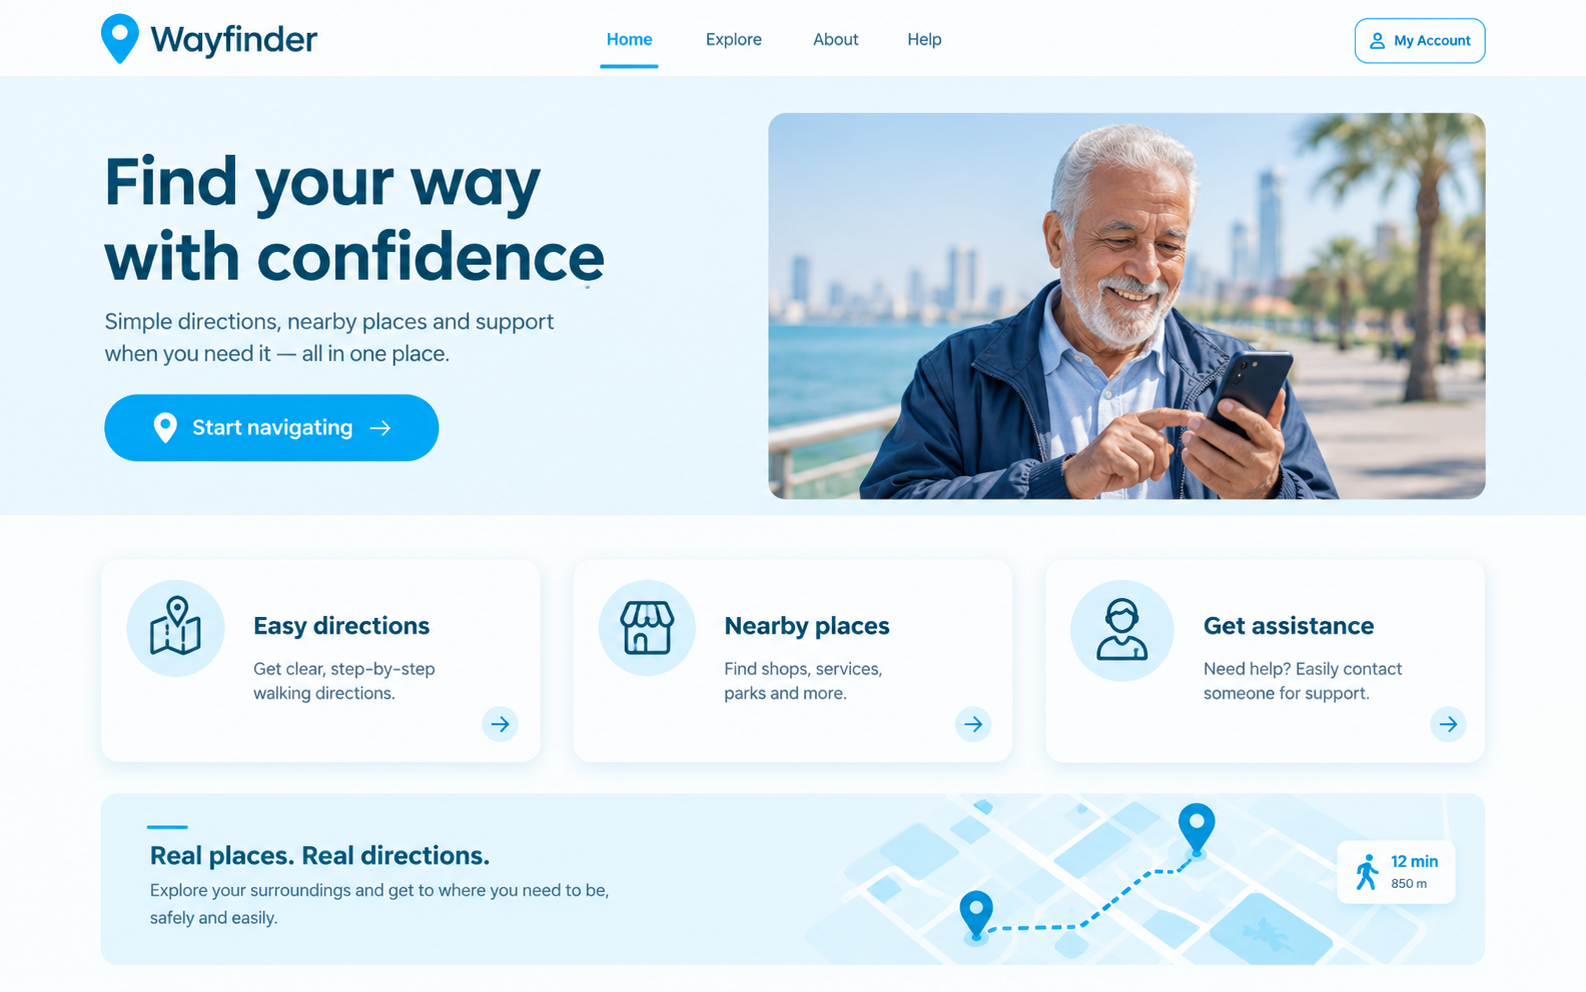 Wayfinder
Home
Explore
About
Help
My Account
Find your way
with confidence
Simple directions, nearby places and support
when you need it — all in one place.
Start navigating
Easy directions
Get clear, step-by-step
walking directions.
Nearby places
Find shops, services,
parks and more.
Get assistance
Need help? Easily contact
someone for support.
Real places. Real directions.
Explore your surroundings and get to where you need to be,
safely and easily.
12 min
850 m